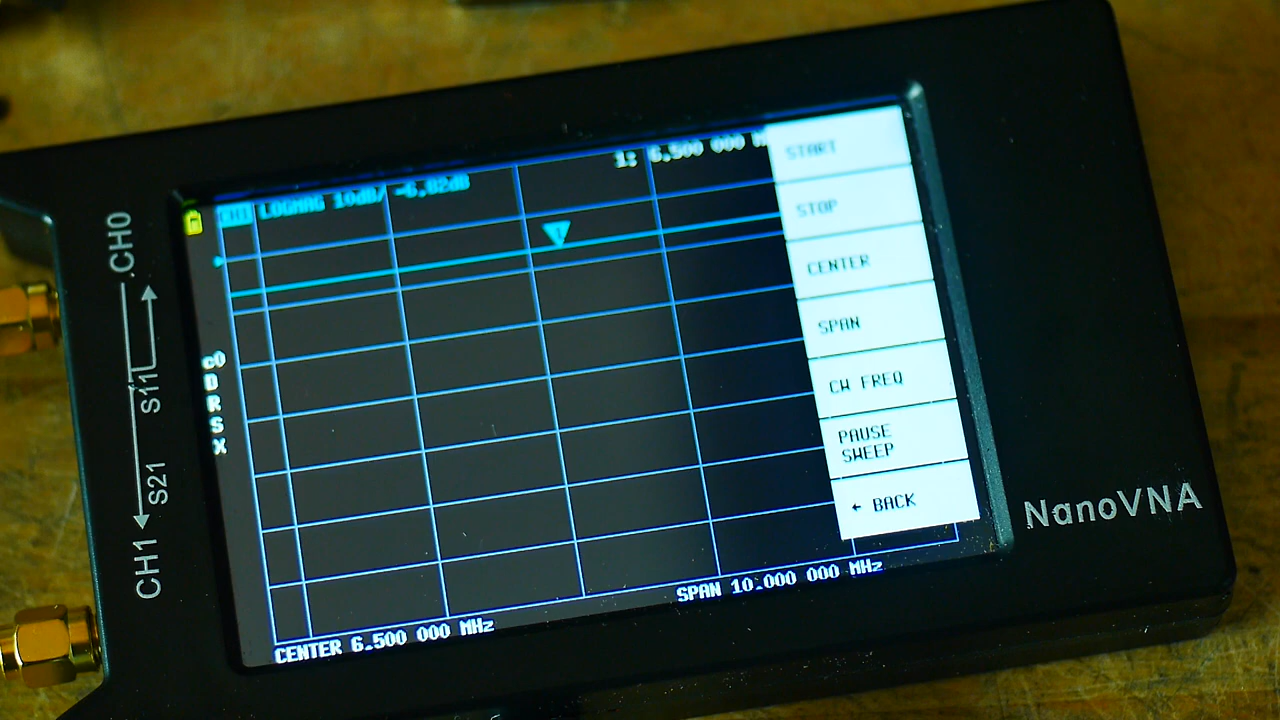 CH1 LOGMAG 10dB/ -6.02dB
1: 6.500 000 M
START
STOP
CENTER
SPAN
CW FREQ
PAUSE
SWEEP
← BACK
c0
D
R
S
X
CENTER 6.500 000 MHz
SPAN 10.000 000 MHz
CH0
S11
S21
CH1
NanoVNA